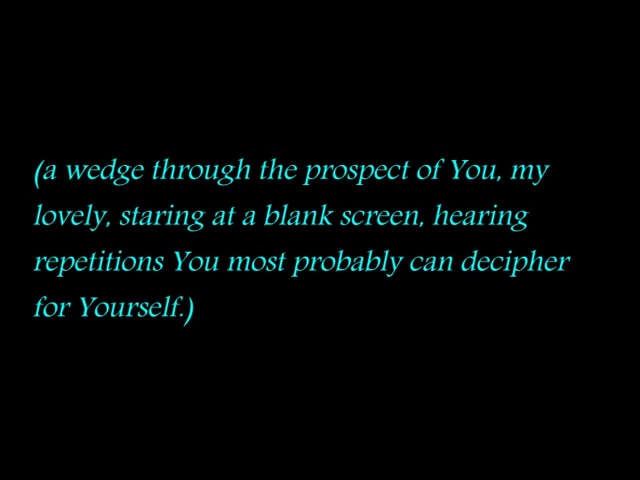 (a wedge through the prospect of You, my
lovely, staring at a blank screen, hearing
repetitions You most probably can decipher
for Yourself.)